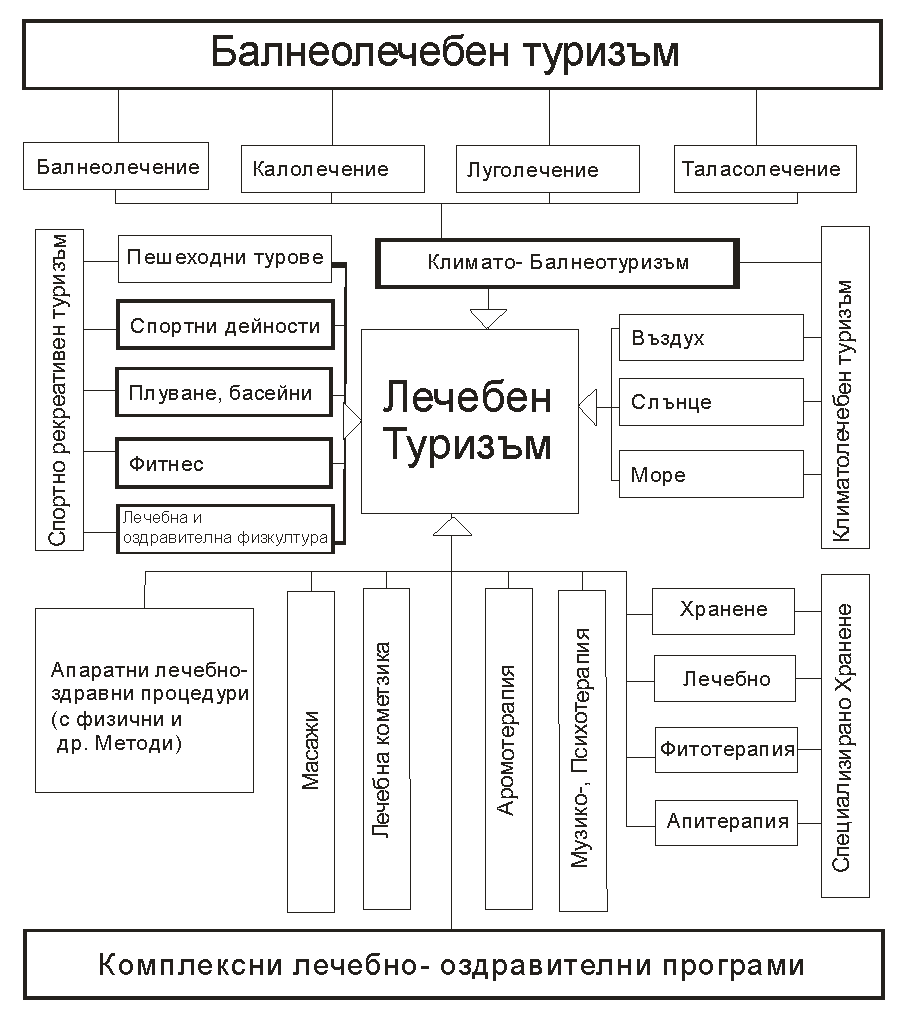 Балнеолечебен туризъм
Балнеолечение
Калолечение
Луголечение
Таласолечение
Климато- Балнеотуризъм
Спортно рекреативен туризъм
Пешеходни турове
Спортни дейности
Плуване, басейни
Фитнес
Лечебна и
оздравителна физкултура
Лечебен
Туризъм
Въздух
Слънце
Море
Климатолечебен туризъм
Апаратни лечебно-
здравни процедури
(с физични и
др. Методи)
Масажи
Лечебна кометзика
Аромотерапия
Музико-, Психотерапия
Хранене
Лечебно
Фитотерапия
Апитерапия
Специализирано Хранене
Комплексни лечебно- оздравителни програми